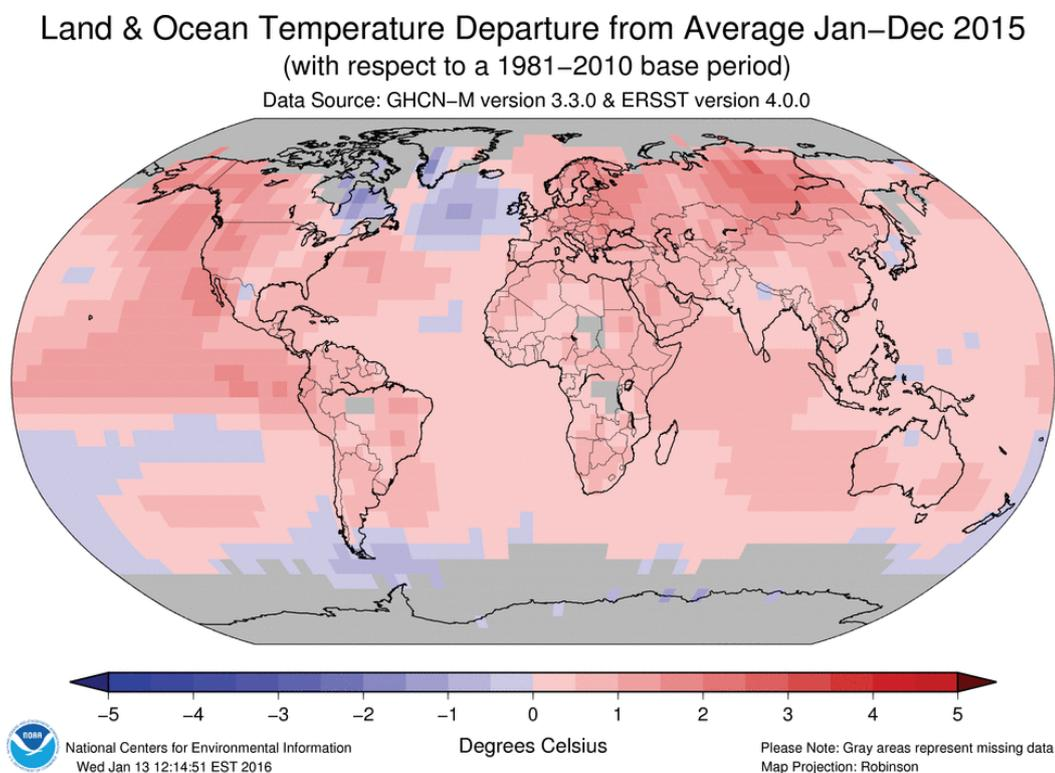 Land & Ocean Temperature Departure from Average Jan–Dec 2015
(with respect to a 1981–2010 base period)
Data Source: GHCN–M version 3.3.0 & ERSST version 4.0.0
–5 –4 –3 –2 –1 0 1 2 3 4 5
Degrees Celsius
NOAA
National Centers for Environmental Information
Wed Jan 13 12:14:51 EST 2016
Please Note: Gray areas represent missing data
Map Projection: Robinson